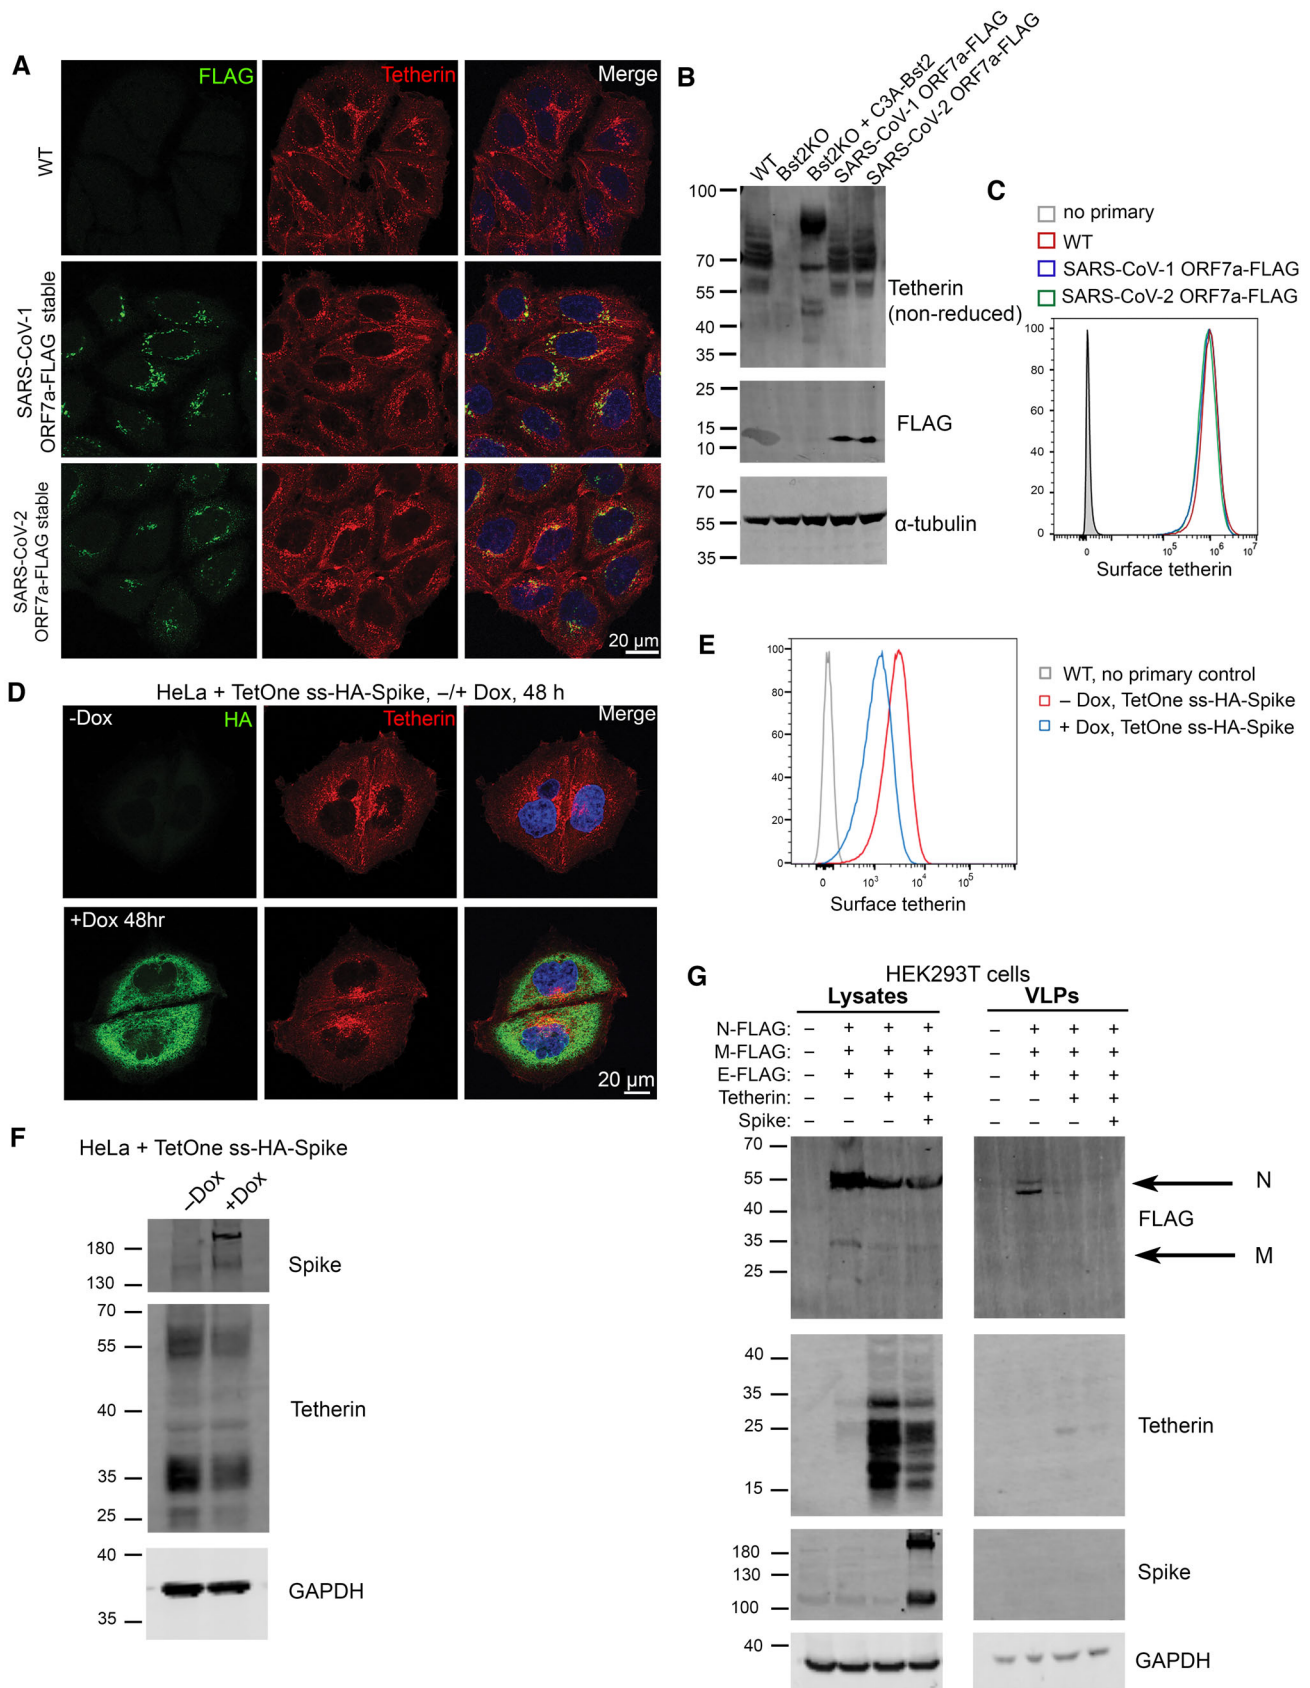 A
FLAG
Tetherin
Merge
WT
SARS-CoV-1
ORF7a-FLAG stable
SARS-CoV-2
ORF7a-FLAG stable
20 µm
B
WT
Bst2KO
Bst2KO + C3A-Bst2
SARS-CoV-1 ORF7a-FLAG
SARS-CoV-2 ORF7a-FLAG
100
70
55
40
35
Tetherin
(non-reduced)
25
15
10
FLAG
70
55
35
α-tubulin
C
no primary
WT
SARS-CoV-1 ORF7a-FLAG
SARS-CoV-2 ORF7a-FLAG
100
80
60
40
20
0
0 10⁵ 10⁶ 10⁷
Surface tetherin
D
HeLa + TetOne ss-HA-Spike, –/+ Dox, 48 h
-Dox
HA
Tetherin
Merge
+Dox 48hr
20 µm
E
100
80
60
40
20
0
0 10³ 10⁴ 10⁵
Surface tetherin
WT, no primary control
– Dox, TetOne ss-HA-Spike
+ Dox, TetOne ss-HA-Spike
F
HeLa + TetOne ss-HA-Spike
–Dox
+Dox
180
130
Spike
70
55
40
35
25
Tetherin
40
35
GAPDH
G
HEK293T cells
Lysates
VLPs
N-FLAG: – + + + – + + +
M-FLAG: – + + + – + + +
E-FLAG: – + + + – + + +
Tetherin: – – + + – – + +
Spike: – – – + – – – +
70
55
40
35
25
N
FLAG
M
40
35
25
15
Tetherin
180
130
100
Spike
40
GAPDH